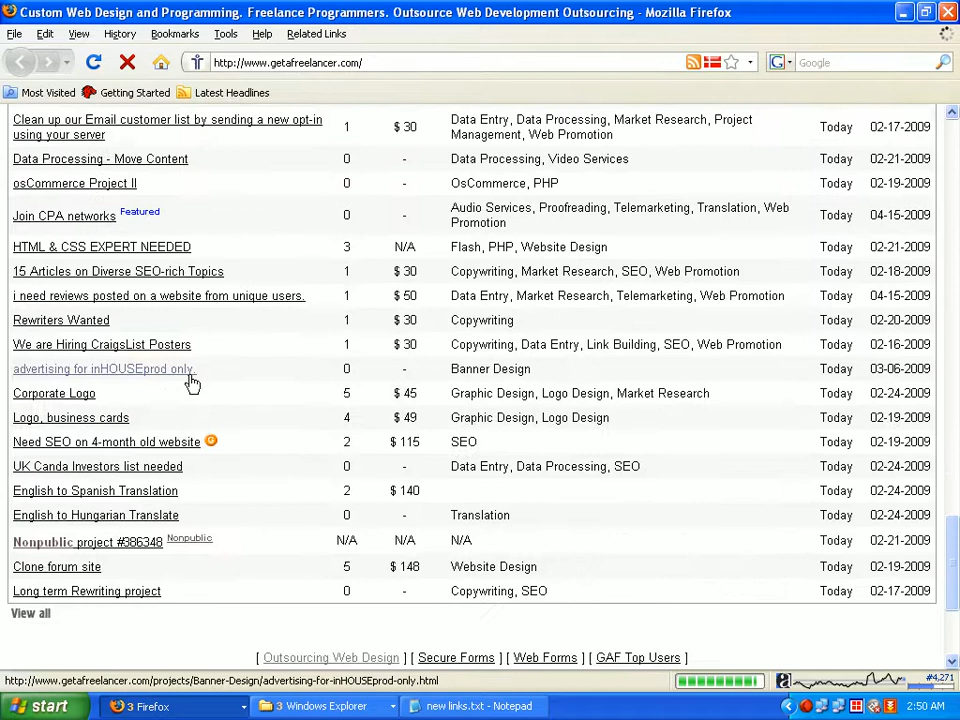 Custom Web Design and Programming. Freelance Programmers. Outsource Web Development Outsourcing - Mozilla Firefox
File Edit View History Bookmarks Tools Help Related Links
http://www.getafreelancer.com/ G Google
Most Visited Getting Started Latest Headlines
Clean up our Email customer list by sending a new opt-in using your server 1 $ 30 Data Entry, Data Processing, Market Research, Project Management, Web Promotion Today 02-17-2009
Data Processing - Move Content 0 - Data Processing, Video Services Today 02-21-2009
osCommerce Project II 0 - OsCommerce, PHP Today 02-19-2009
Join CPA networks Featured 0 - Audio Services, Proofreading, Telemarketing, Translation, Web Promotion Today 04-15-2009
HTML & CSS EXPERT NEEDED 3 N/A Flash, PHP, Website Design Today 02-21-2009
15 Articles on Diverse SEO-rich Topics 1 $ 30 Copywriting, Market Research, SEO, Web Promotion Today 02-18-2009
i need reviews posted on a website from unique users. 1 $ 50 Data Entry, Market Research, Telemarketing, Web Promotion Today 04-15-2009
Rewriters Wanted 1 $ 30 Copywriting Today 02-20-2009
We are Hiring CraigsList Posters 1 $ 30 Copywriting, Data Entry, Link Building, SEO, Web Promotion Today 02-16-2009
advertising for inHOUSEprod only. 0 - Banner Design Today 03-06-2009
Corporate Logo 5 $ 45 Graphic Design, Logo Design, Market Research Today 02-24-2009
Logo, business cards 4 $ 49 Graphic Design, Logo Design Today 02-19-2009
Need SEO on 4-month old website 2 $ 115 SEO Today 02-19-2009
UK Canda Investors list needed 0 - Data Entry, Data Processing, SEO Today 02-24-2009
English to Spanish Translation 2 $ 140 Today 02-24-2009
English to Hungarian Translate 0 - Translation Today 02-24-2009
Nonpublic project #386348 Nonpublic N/A N/A N/A Today 02-21-2009
Clone forum site 5 $ 148 Website Design Today 02-19-2009
Long term Rewriting project 0 - Copywriting, SEO Today 02-17-2009
View all
[ Outsourcing Web Design ] [ Secure Forms ] [ Web Forms ] [ GAF Top Users ]
http://www.getafreelancer.com/projects/Banner-Design/advertising-for-inHOUSEprod-only.html #4,271
start 3 Firefox 3 Windows Explorer new links.txt - Notepad 2:50 AM